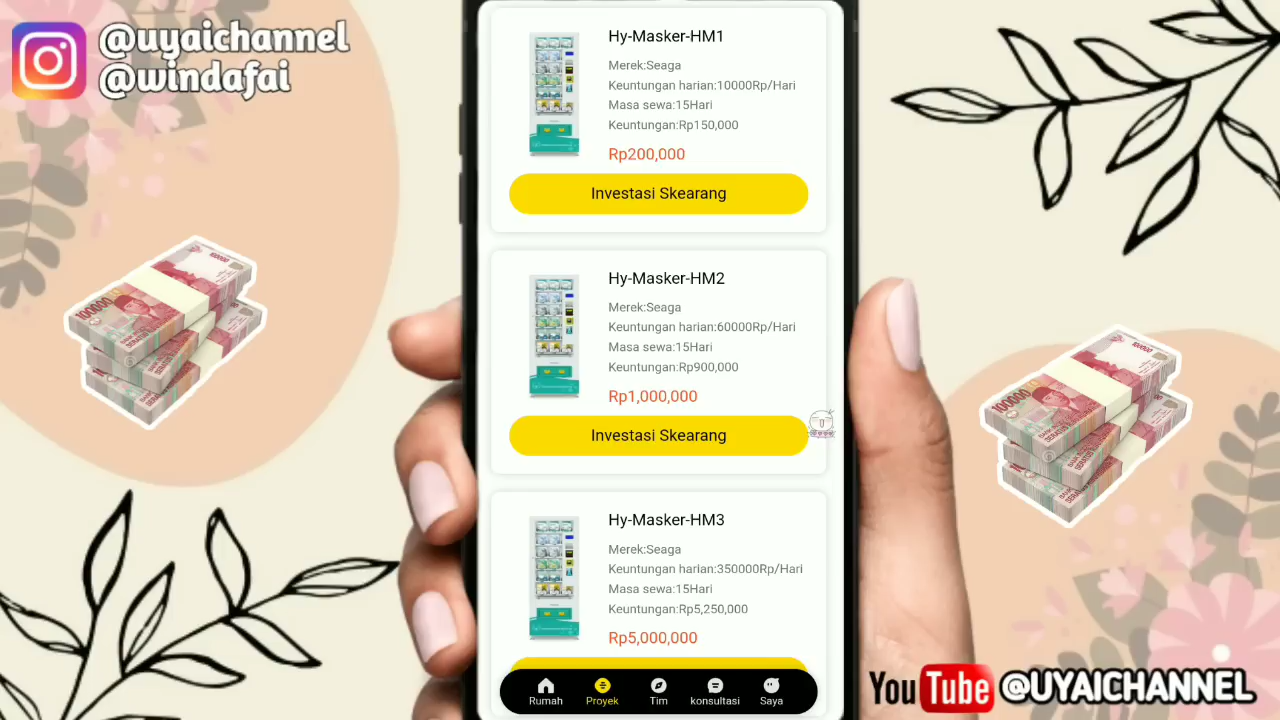 @uyaichannel
@windafai
Hy-Masker-HM1
Merek:Seaga
Keuntungan harian:10000Rp/Hari
Masa sewa:15Hari
Keuntungan:Rp150,000
Rp200,000
Investasi Skearang
Hy-Masker-HM2
Merek:Seaga
Keuntungan harian:60000Rp/Hari
Masa sewa:15Hari
Keuntungan:Rp900,000
Rp1,000,000
Investasi Skearang
Hy-Masker-HM3
Merek:Seaga
Keuntungan harian:350000Rp/Hari
Masa sewa:15Hari
Keuntungan:Rp5,250,000
Rp5,000,000
Rumah Proyek Tim konsultasi Saya
100000
100000
YouTube @UYAICHANNEL